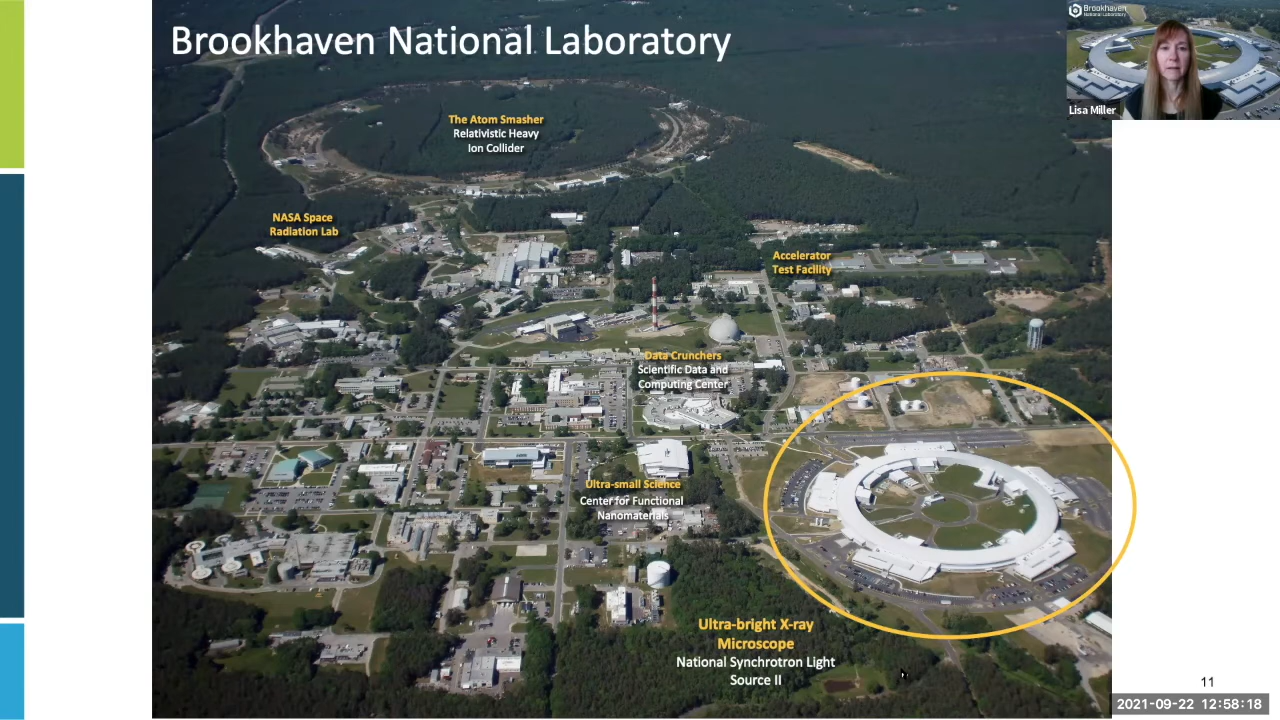 Brookhaven National Laboratory
Brookhaven
National Laboratory
Lisa Miller
The Atom Smasher
Relativistic Heavy
Ion Collider
NASA Space
Radiation Lab
Accelerator
Test Facility
Data Crunchers
Scientific Data and
Computing Center
Ultra-small Science
Center for Functional
Nanomaterials
Ultra-bright X-ray
Microscope
National Synchrotron Light
Source II
11
2021-09-22 12:58:18